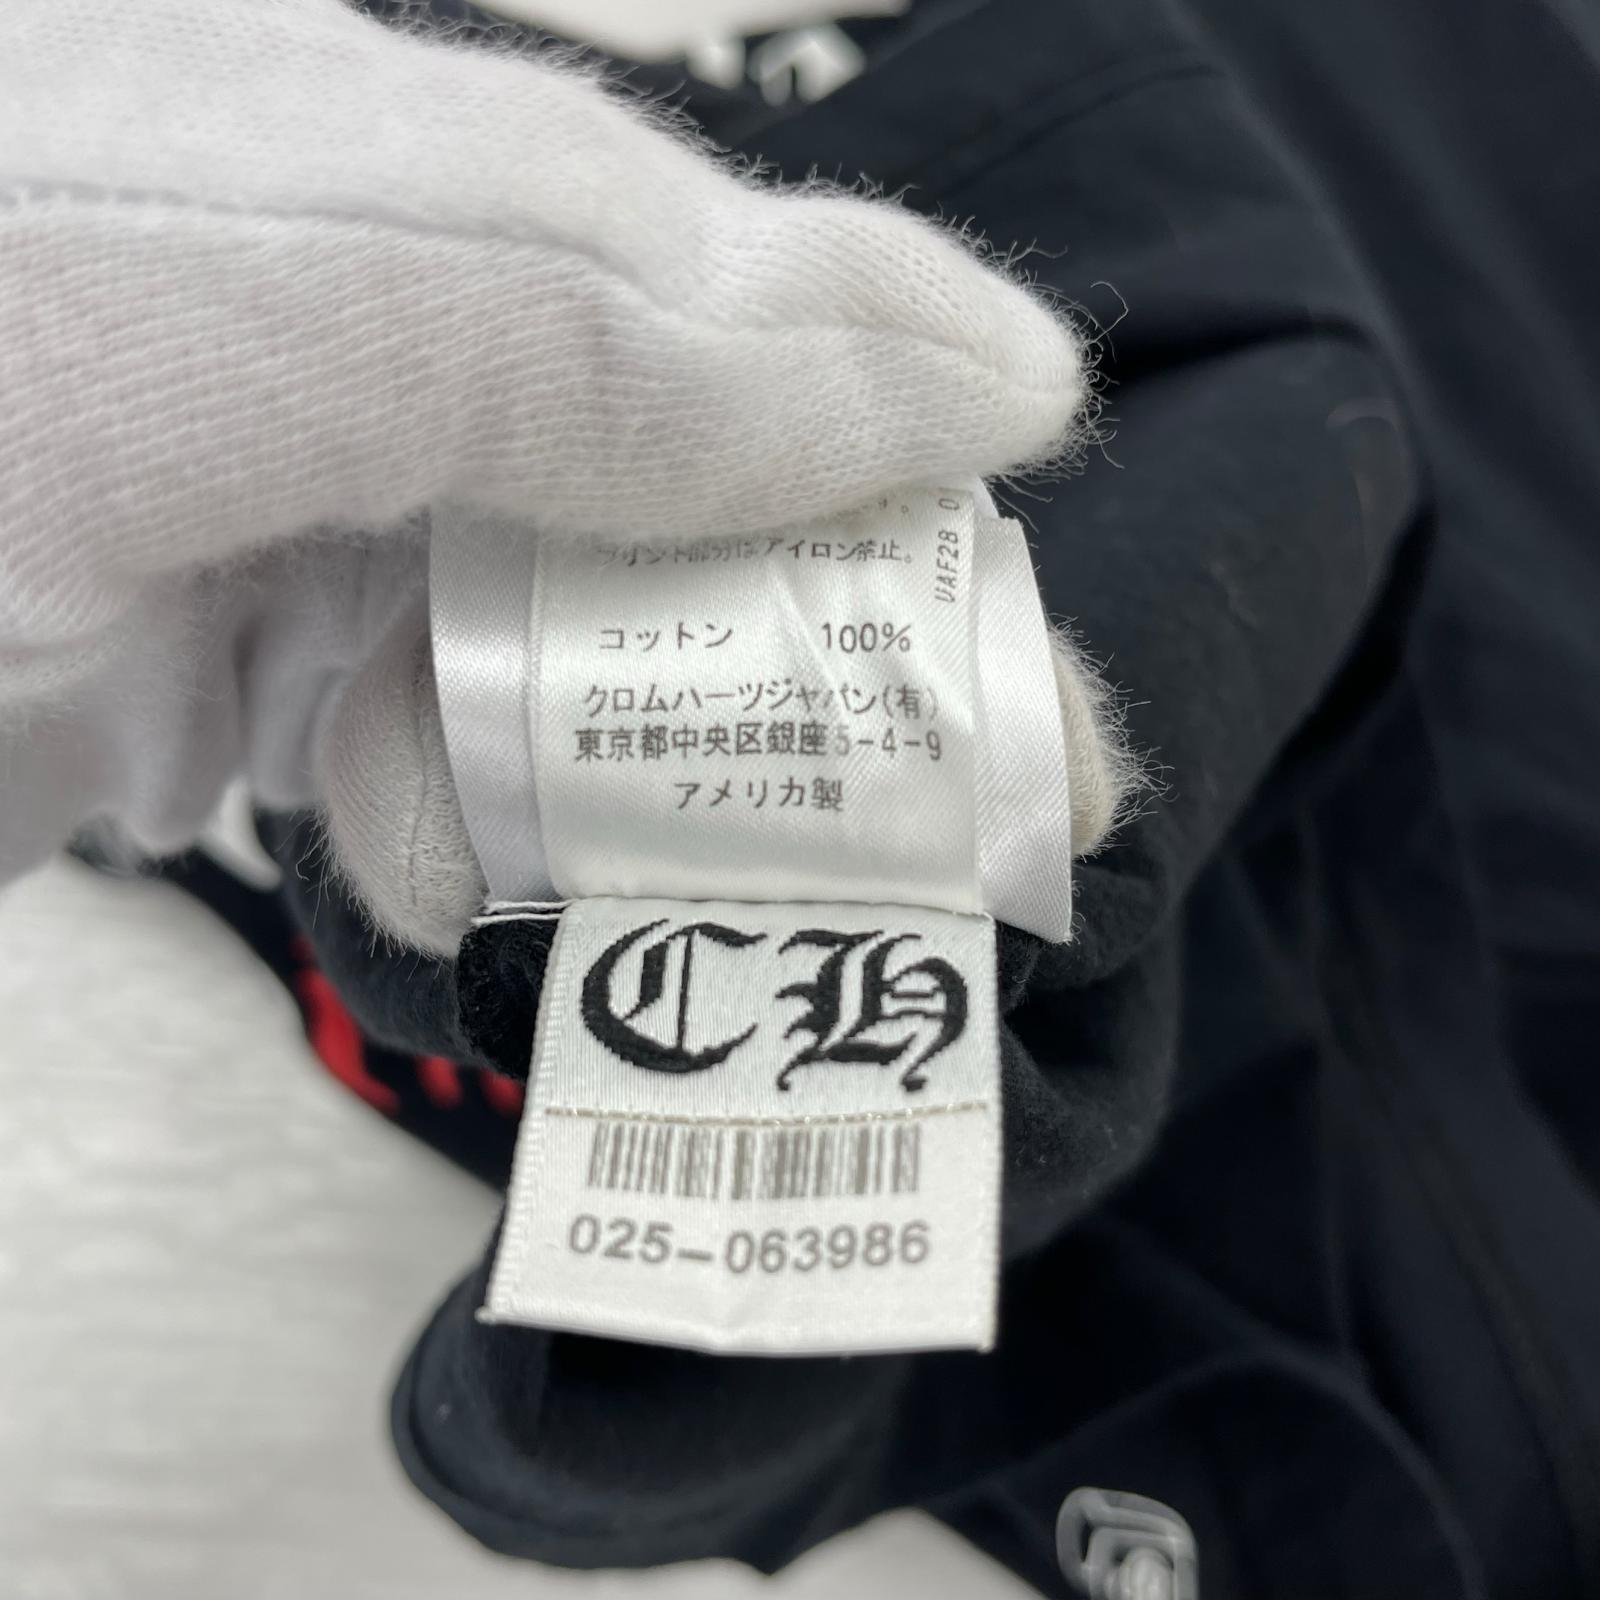 プリント部分はアイロン禁止。
コットン 100%
クロムハーツジャパン(有)
東京都中央区銀座5-4-9
アメリカ製
VAF28 0
CH
025-063986